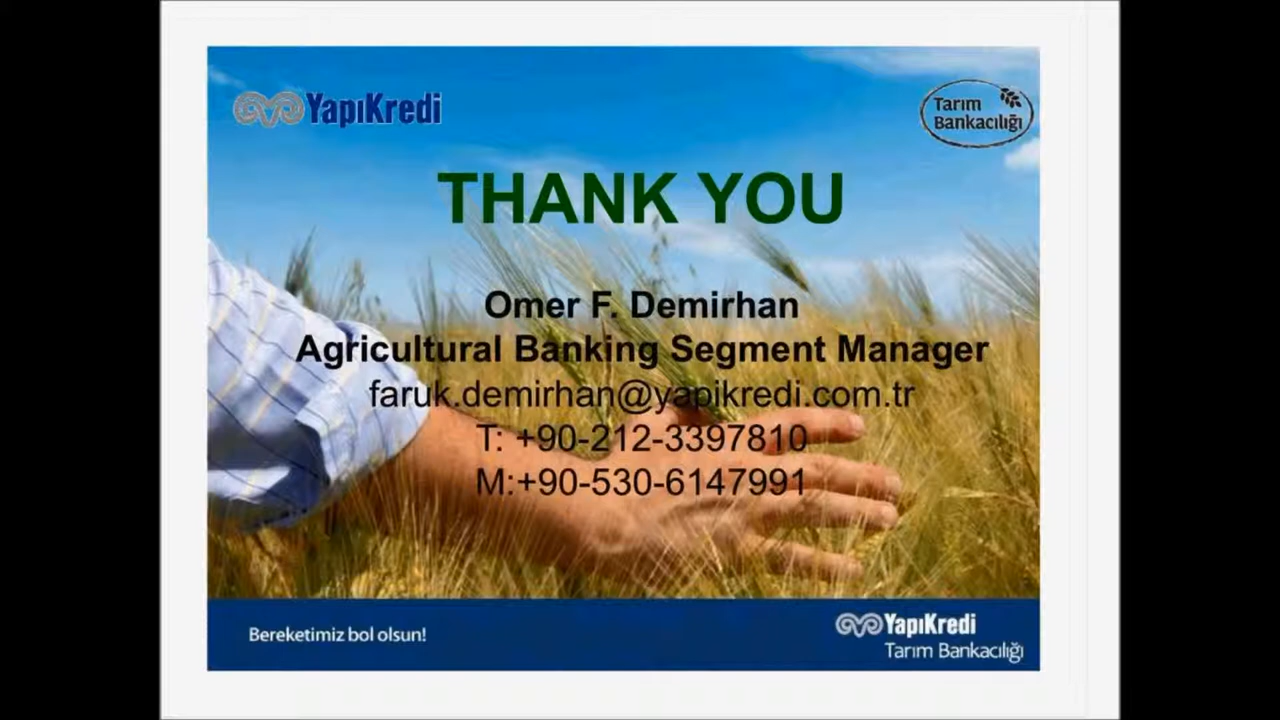 YapıKredi
Tarım
Bankacılığı
THANK YOU
Omer F. Demirhan
Agricultural Banking Segment Manager
faruk.demirhan@yapikredi.com.tr
T: +90-212-3397810
M:+90-530-6147991
Bereketimiz bol olsun!
YapıKredi
Tarım Bankacılığı